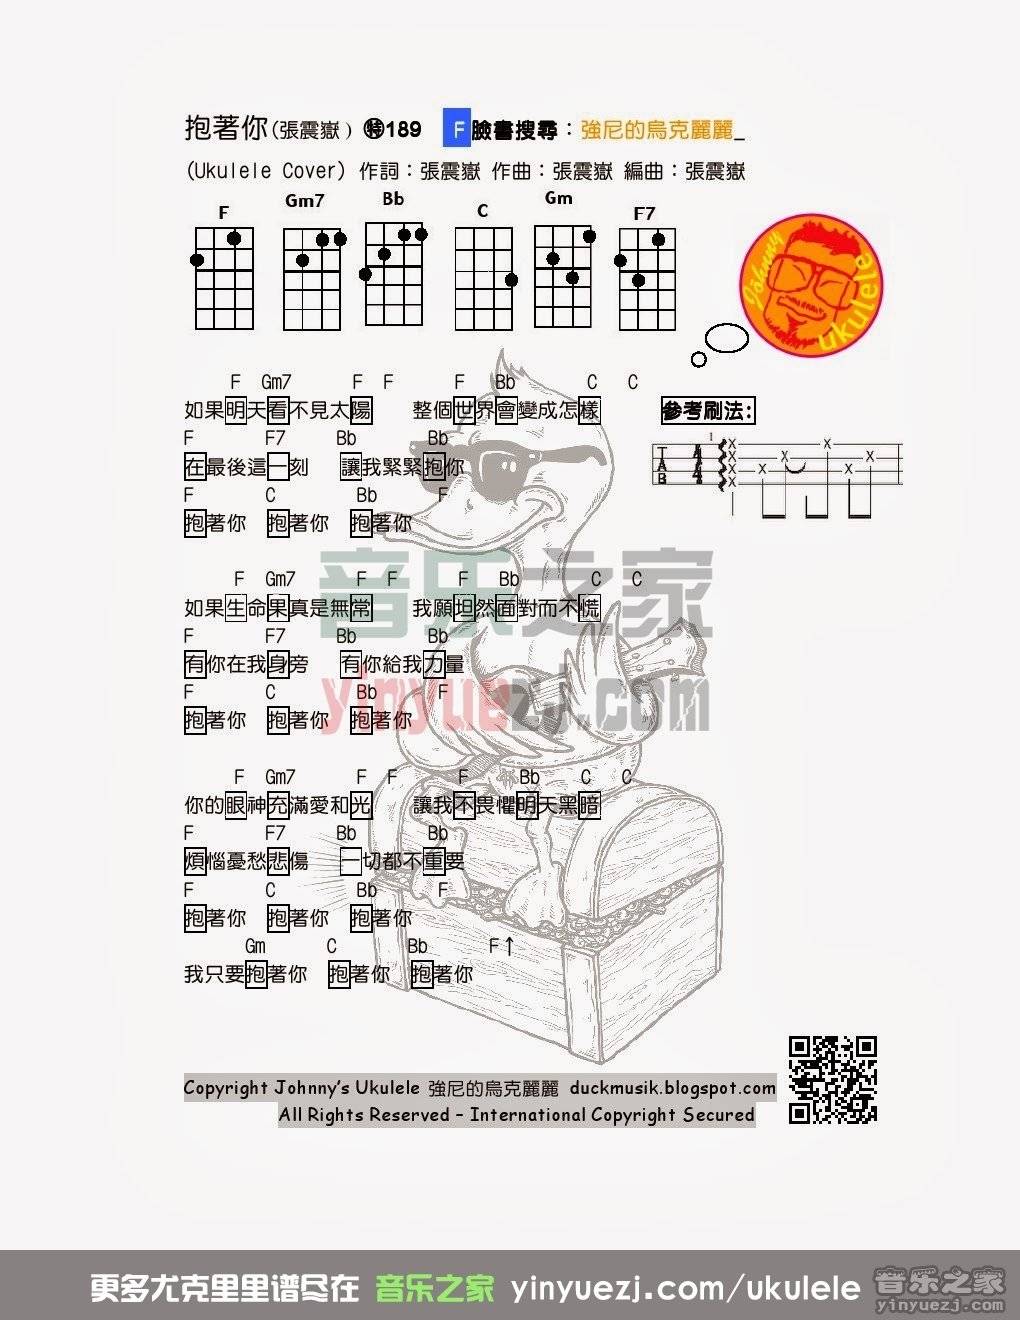 抱著你(張震嶽) 特189 F 臉書搜尋：強尼的烏克麗麗_
(Ukulele Cover) 作詞：張震嶽 作曲：張震嶽 編曲：張震嶽
F Gm7 Bb C Gm F7
Johnny ukulele
F Gm7 F F F Bb C C
如果明天看不見太陽 整個世界會變成怎樣
參考刷法:
1
T A B 4 4
F F7 Bb Bb
在最後這一刻 讓我緊緊抱你
F C Bb F
抱著你 抱著你 抱著你
音乐之家
F Gm7 F F F Bb C C
如果生命果真是無常 我願坦然面對而不慌
F F7 Bb Bb
有你在我身旁 有你給我力量
yinyuezj.com
F C Bb F
抱著你 抱著你 抱著你
F Gm7 F F F Bb C C
你的眼神充滿愛和光 讓我不畏懼明天黑暗
F F7 Bb Bb
煩惱憂愁悲傷 一切都不重要
F C Bb F
抱著你 抱著你 抱著你
Gm C Bb F↑
我只要抱著你 抱著你 抱著你
Copyright Johnny's Ukulele 強尼的烏克麗麗 duckmusik.blogspot.com
All Rights Reserved - International Copyright Secured
更多尤克里里谱尽在 音乐之家 yinyuezj.com/ukulele
音乐之家
yinyuezj.com